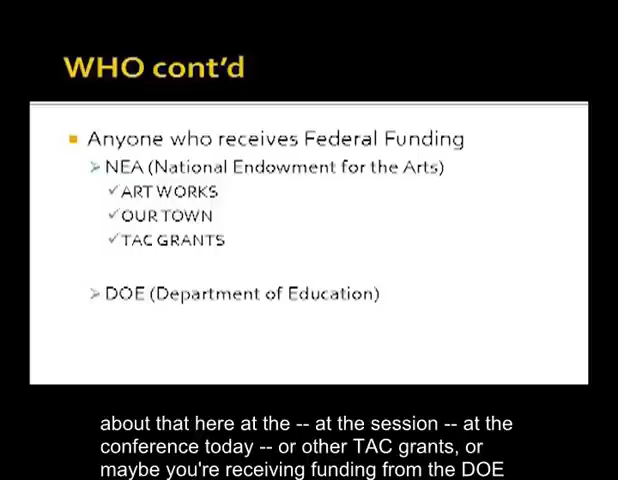 WHO cont'd
Anyone who receives Federal Funding
NEA (National Endowment for the Arts)
ART WORKS
OUR TOWN
TAC GRANTS
DOE (Department of Education)
about that here at the -- at the session -- at the
conference today -- or other TAC grants, or
maybe you're receiving funding from the DOE